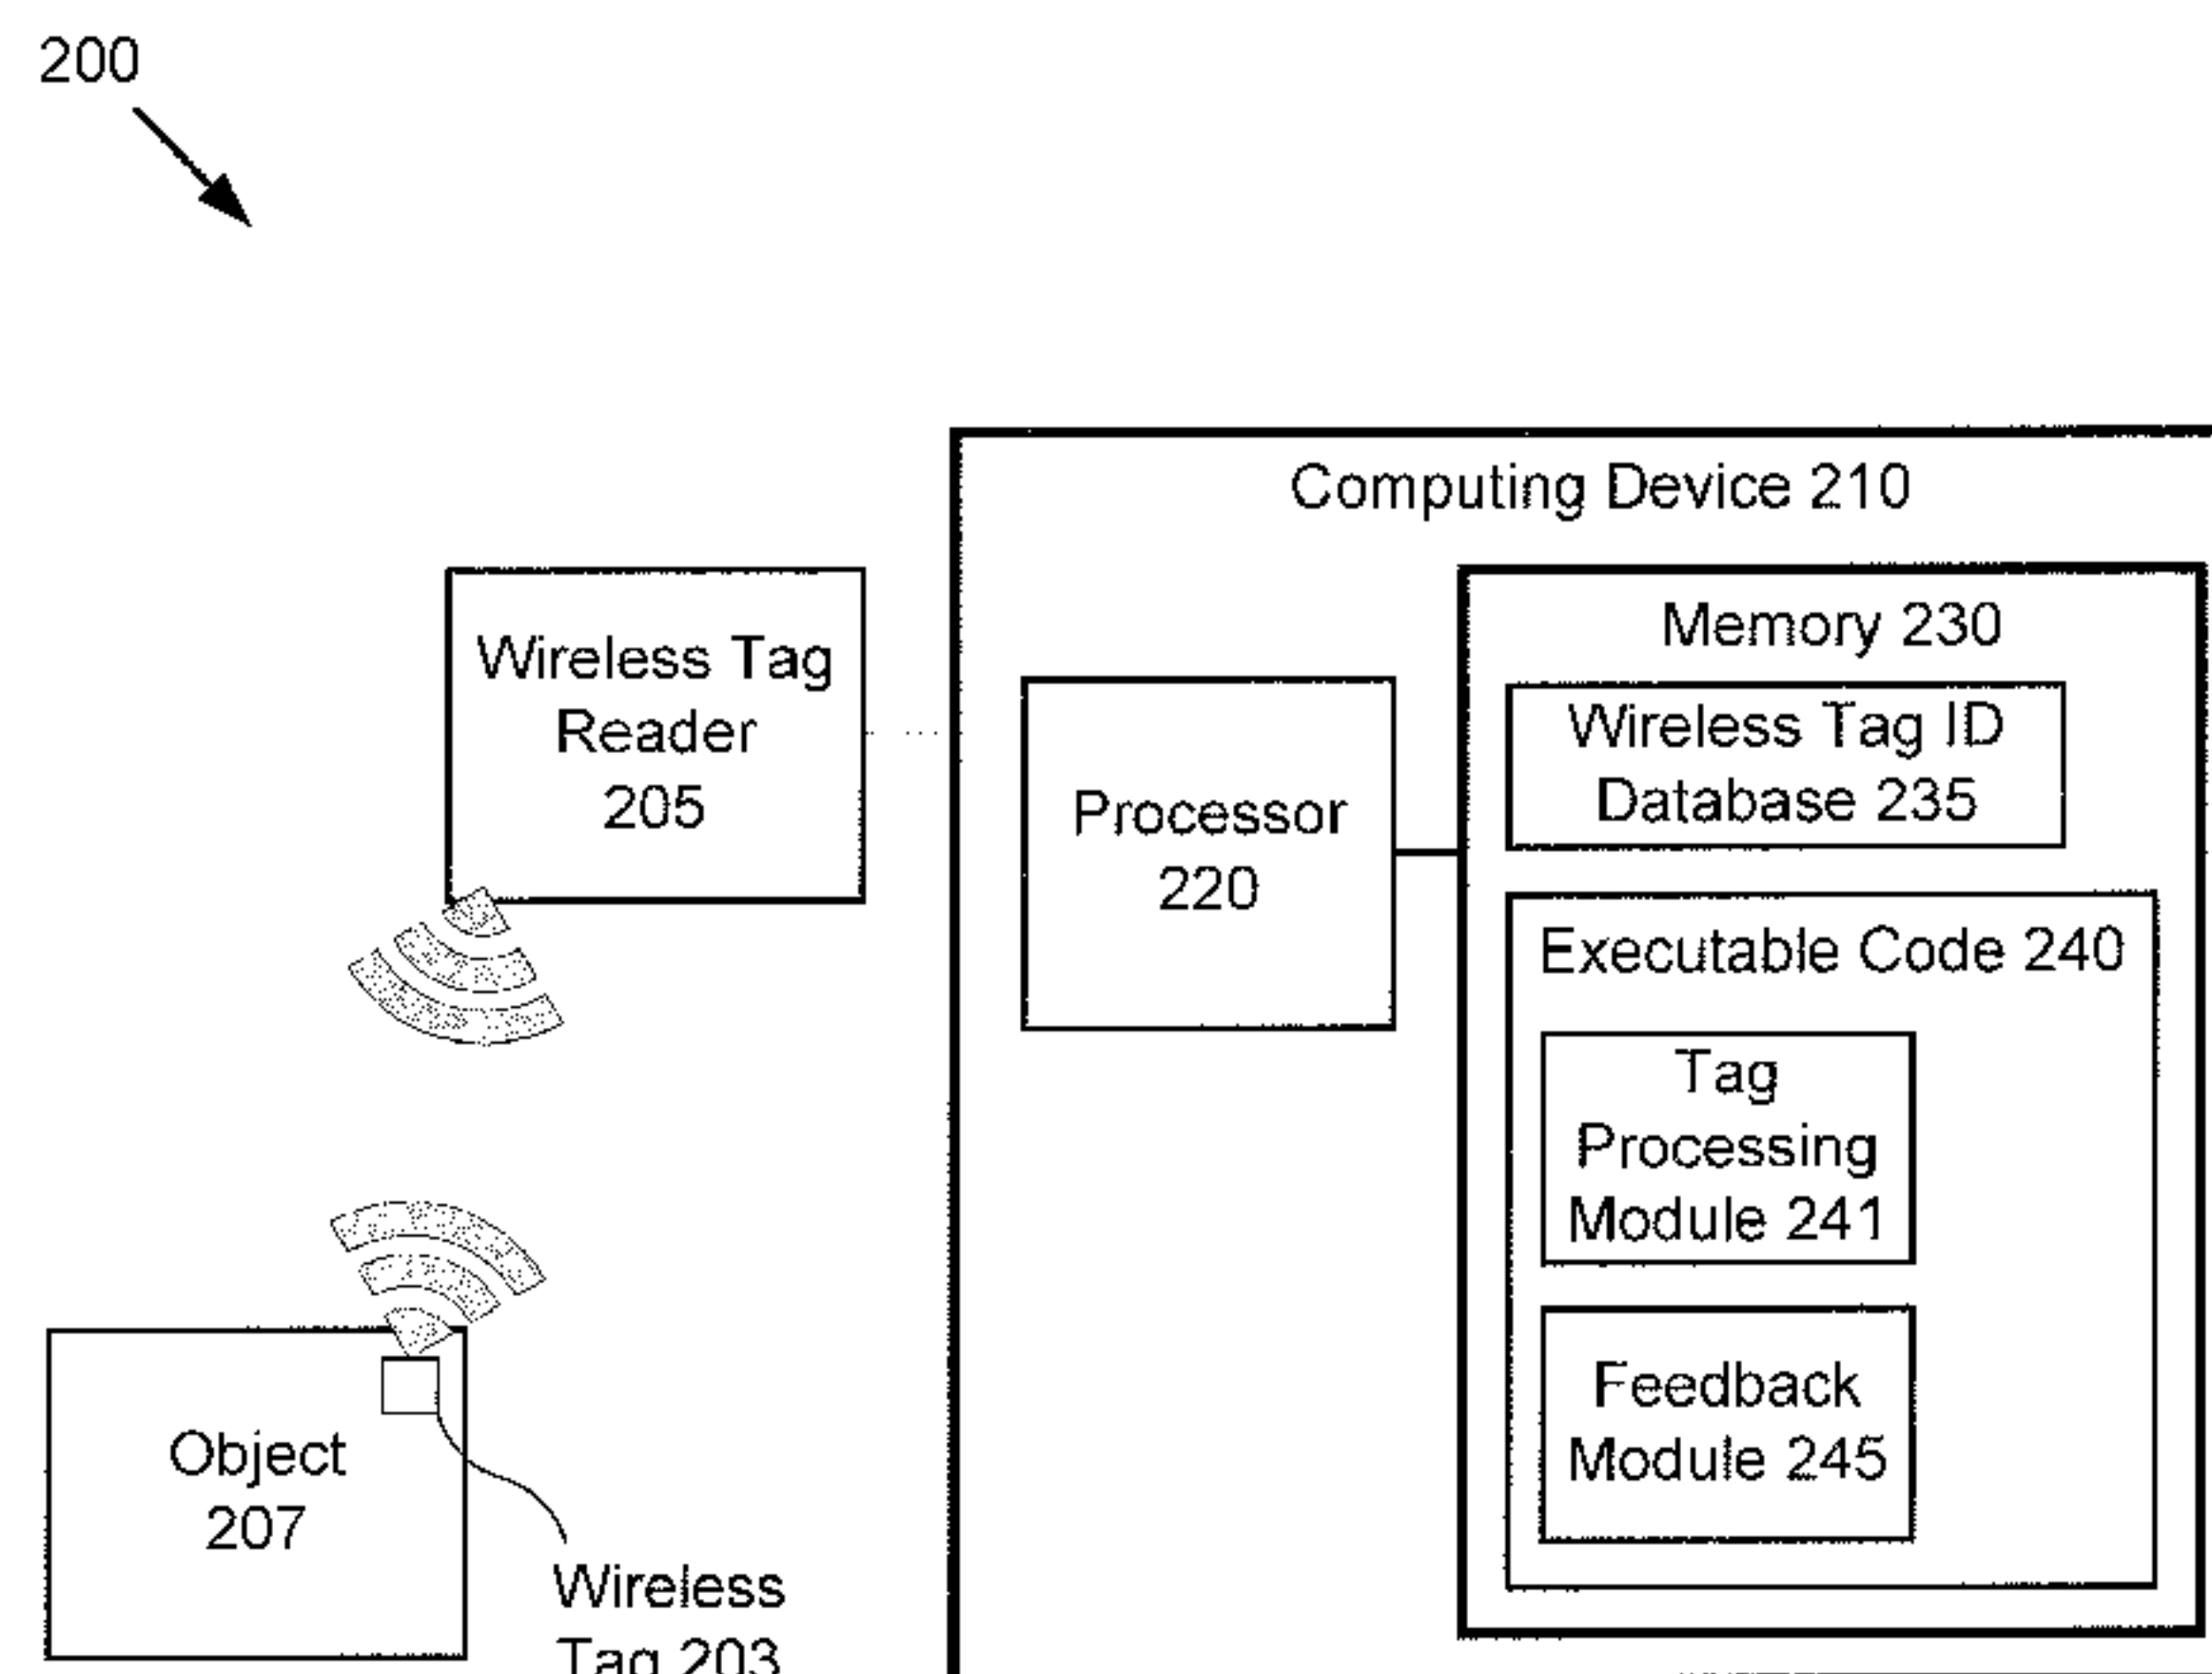 200
Computing Device 210
Wireless Tag
Reader
205
Processor
220
Memory 230
Wireless Tag ID
Database 235
Executable Code 240
Tag
Processing
Module 241
Feedback
Module 245
Object
207
Wireless
Tag 203